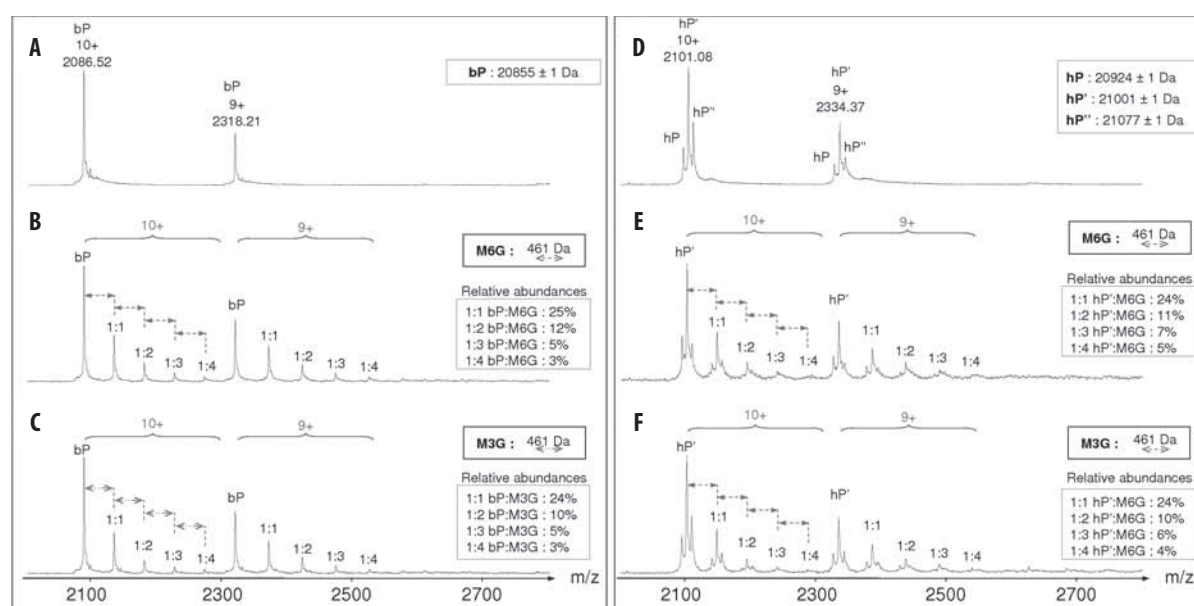 A
bP
10+
2086.52
bP
9+
2318.21
bP : 20855 ± 1 Da
B
10+
9+
bP
bP
1:1
1:2
1:3
1:4
1:1
1:2
1:3
1:4
M6G : 461 Da
Relative abundances
1:1 bP:M6G : 25%
1:2 bP:M6G : 12%
1:3 bP:M6G : 5%
1:4 bP:M6G : 3%
C
10+
9+
bP
bP
1:1
1:2
1:3
1:4
1:1
1:2
1:3
1:4
M3G : 461 Da
Relative abundances
1:1 bP:M3G : 24%
1:2 bP:M3G : 10%
1:3 bP:M3G : 5%
1:4 bP:M3G : 3%
m/z
2100 2300 2500 2700
D
hP'
10+
2101.08
hP
hP"
hP'
9+
2334.37
hP
hP"
hP : 20924 ± 1 Da
hP' : 21001 ± 1 Da
hP" : 21077 ± 1 Da
E
10+
9+
hP'
hP'
1:1
1:2
1:3
1:4
1:1
1:2
1:3
1:4
M6G : 461 Da
Relative abundances
1:1 hP':M6G : 24%
1:2 hP':M6G : 11%
1:3 hP':M6G : 7%
1:4 hP':M6G : 5%
F
10+
9+
hP'
hP'
1:1
1:2
1:3
1:4
1:1
1:2
1:3
1:4
M3G : 461 Da
Relative abundances
1:1 hP':M6G : 24%
1:2 hP':M6G : 10%
1:3 hP':M6G : 6%
1:4 hP':M6G : 4%
m/z
2100 2300 2500 2700